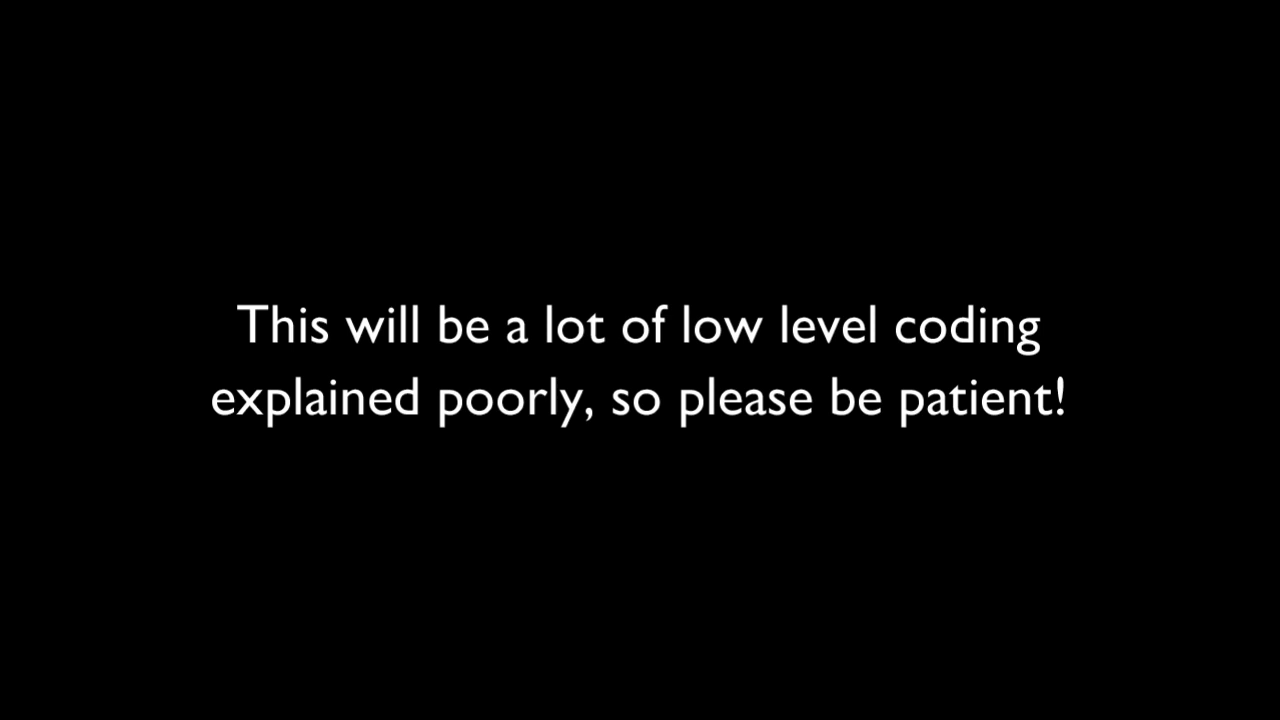 This will be a lot of low level coding
explained poorly, so please be patient!